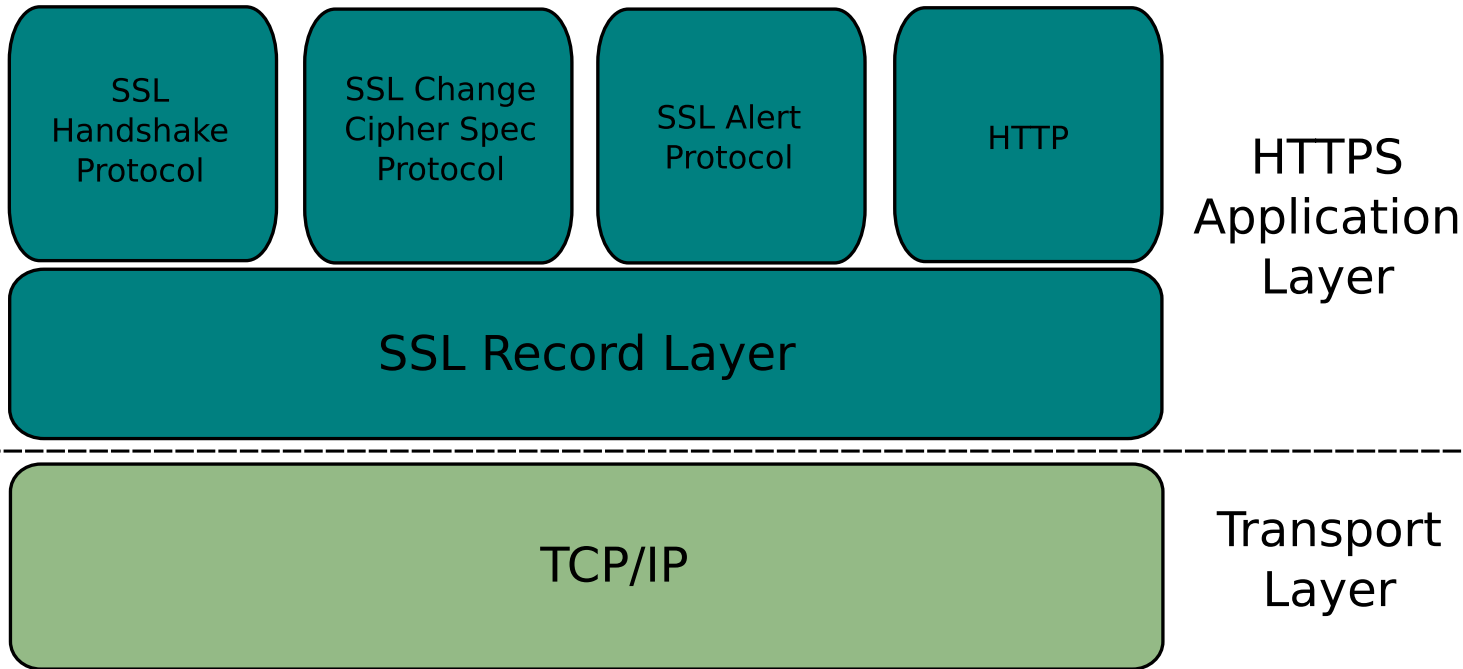 SSL
Handshake
Protocol
SSL Change
Cipher Spec
Protocol
SSL Alert
Protocol
HTTP
HTTPS
Application
Layer
SSL Record Layer
TCP/IP
Transport
Layer